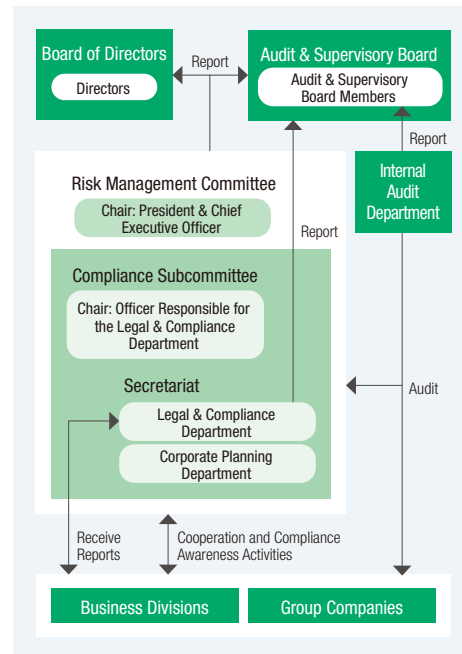 Board of Directors
Directors
Report
Audit & Supervisory Board
Audit & Supervisory
Board Members
Report
Internal
Audit
Department
Risk Management Committee
Chair: President & Chief
Executive Officer
Report
Compliance Subcommittee
Chair: Officer Responsible for
the Legal & Compliance
Department
Secretariat
Legal & Compliance
Department
Corporate Planning
Department
Audit
Receive
Reports
Cooperation and Compliance
Awareness Activities
Business Divisions
Group Companies